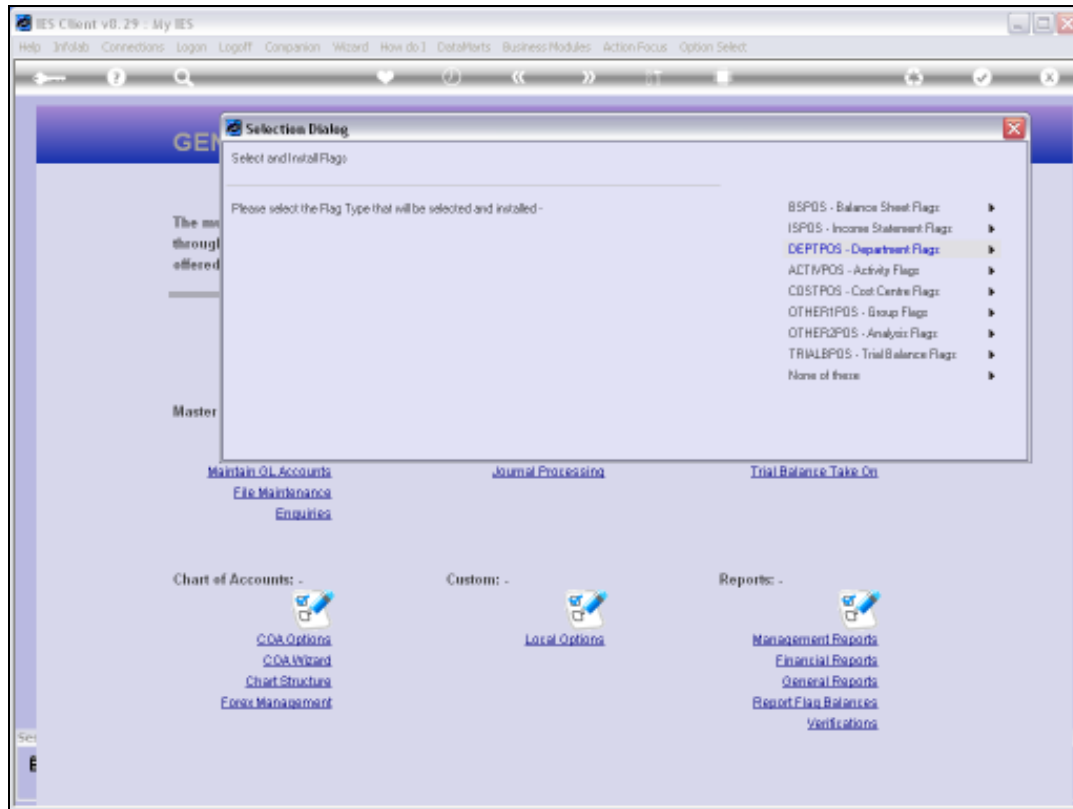 IES Client v0.29 : My IES
Help Infolab Connections Logon Logoff Companion Wizard How do I DataMarts Business Modules Action Focus Option Select
GEN
Selection Dialog
Select and Install Flags
Please select the Flag Type that will be selected and installed -
BSPOS - Balance Sheet Flags
ISPOS - Income Statement Flags
DEPTPOS - Department Flags
ACTIVPOS - Activity Flags
COSTPOS - Cost Centre Flags
OTHER1POS - Group Flags
OTHER2POS - Analysis Flags
TRIALBPOS - Trial Balance Flags
None of these
The
through
offered
Master
Maintain GL Accounts Journal Processing Trial Balance Take On
File Maintenance
Enquiries
Chart of Accounts: - Custom: - Reports: -
COA Options Local Options Management Reports
COA Wizard Financial Reports
Chart Structure General Reports
Forex Management Report Flag Balances
Verifications